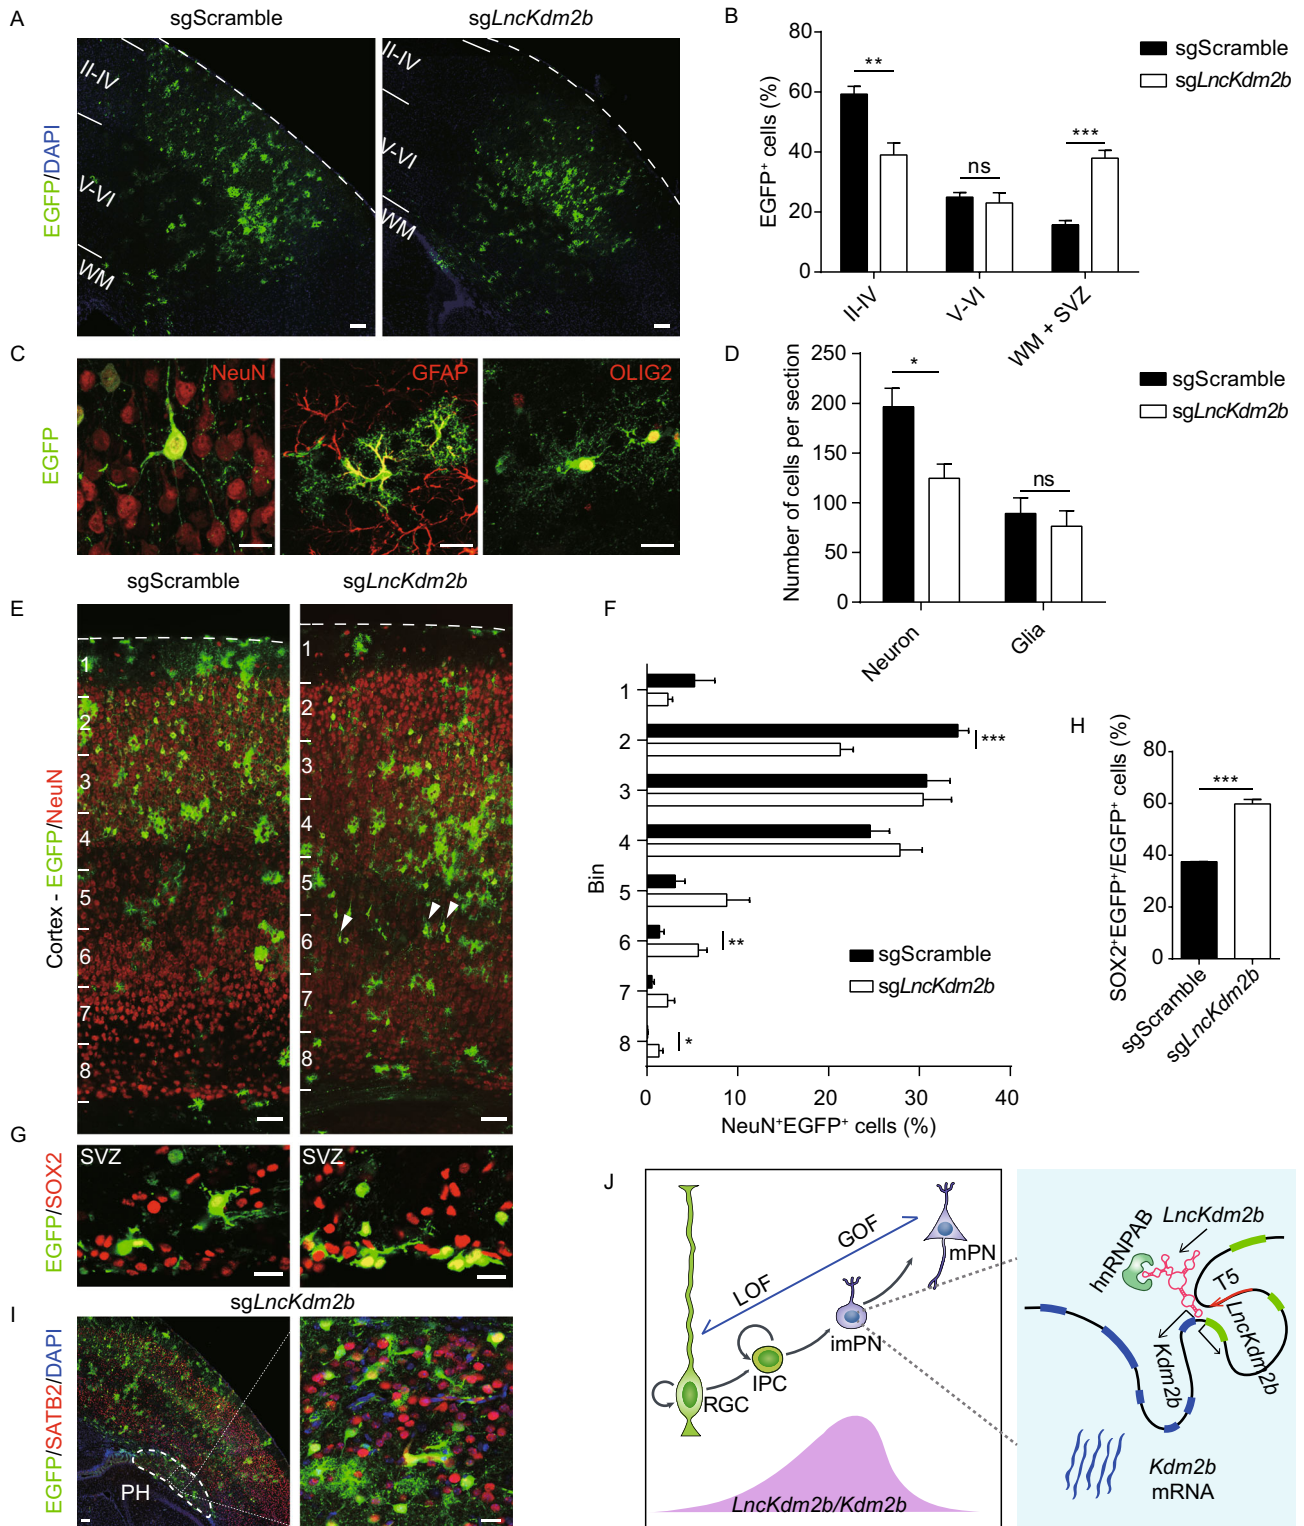 A
sgScramble
sgLncKdm2b
EGFP/DAPI
II-IV
V-VI
WM
II-IV
V-VI
WM
B
EGFP⁺ cells (%)
80
60
40
20
0
**
ns
***
II-IV
V-VI
WM + SVZ
sgScramble
sgLncKdm2b
C
EGFP
NeuN
GFAP
OLIG2
D
Number of cells per section
250
200
150
100
50
0
*
ns
Neuron
Glia
sgScramble
sgLncKdm2b
E
sgScramble
sgLncKdm2b
Cortex - EGFP/NeuN
1
2
3
4
5
6
7
8
1
2
3
4
5
6
7
8
F
Bin
1
2
3
4
5
6
7
8
***
**
*
sgScramble
sgLncKdm2b
0
10
20
30
40
NeuN⁺EGFP⁺ cells (%)
H
SOX2⁺EGFP⁺/EGFP⁺ cells (%)
80
60
40
20
0
***
sgScramble
sgLncKdm2b
G
EGFP/SOX2
SVZ
SVZ
I
sgLncKdm2b
EGFP/SATB2/DAPI
PH
J
GOF
LOF
mPN
imPN
IPC
RGC
LncKdm2b/Kdm2b
hnRNPAB
LncKdm2b
T5
LncKdm2b
Kdm2b
Kdm2b
mRNA